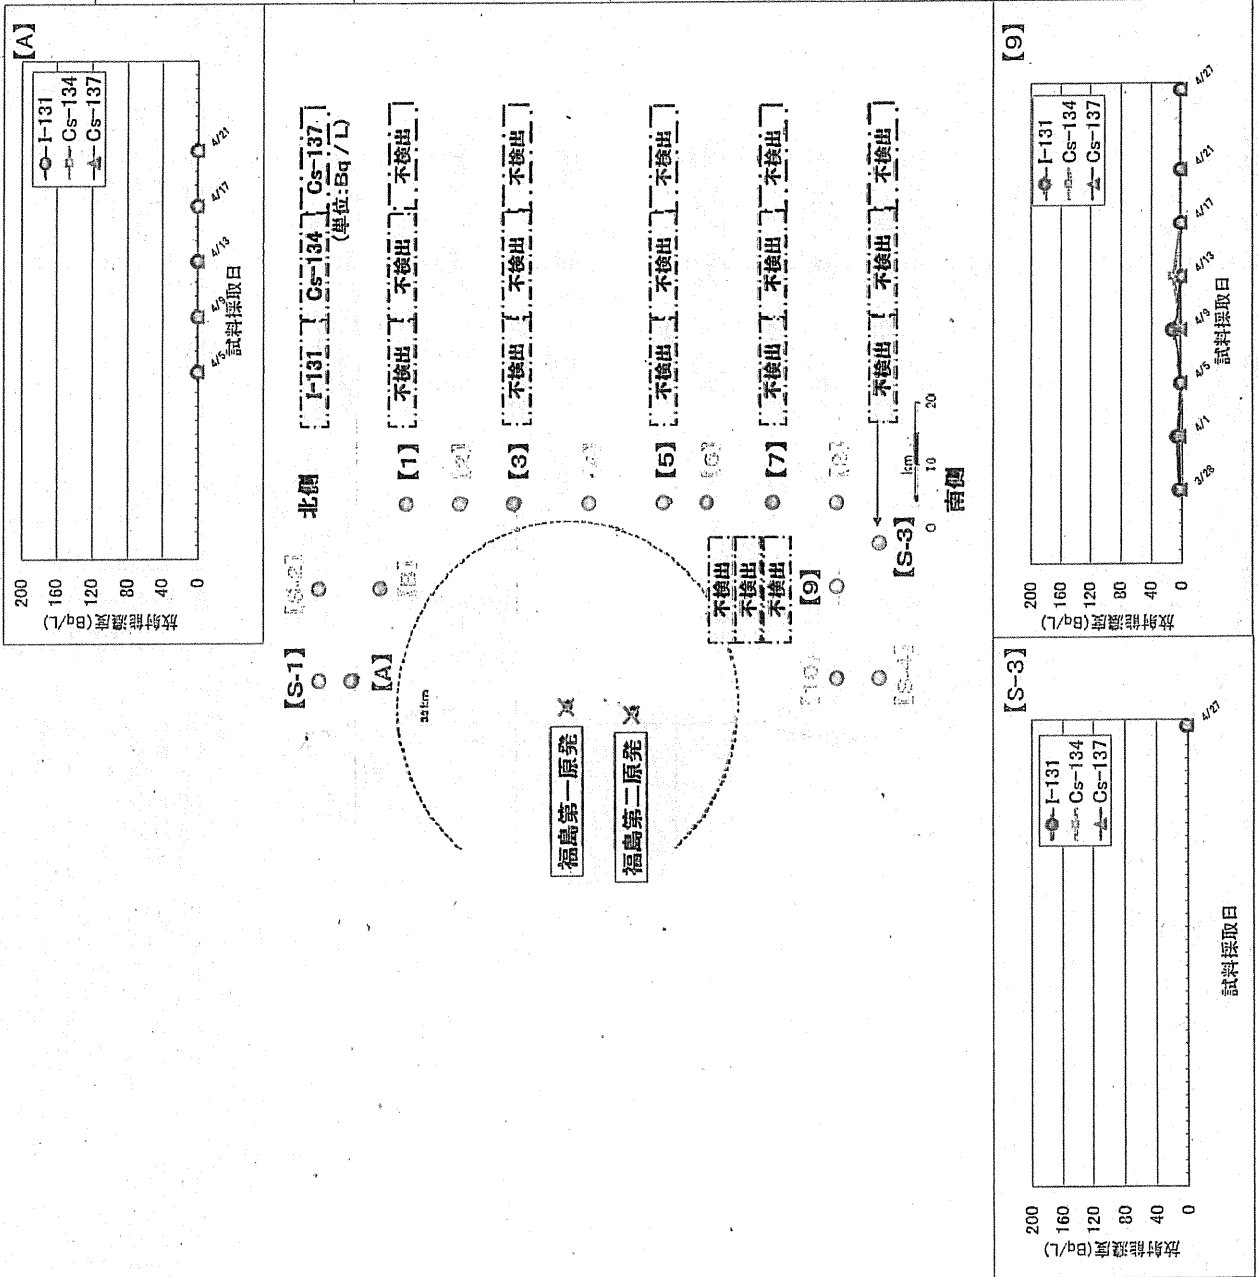 【A】
放射能濃度(Bq/L)
200
160
120
80
40
0
I-131
Cs-134
Cs-137
4/5
4/9
4/13
4/17
4/21
試料採取日
北側
I-131 Cs-134 Cs-137
(単位:Bq/L)
【S-1】
【S-2】
【A】
【B】
【1】
不検出 不検出 不検出
【2】
【3】
不検出 不検出 不検出
【5】
不検出 不検出 不検出
【6】
【7】
不検出 不検出 不検出
福島第一原発
福島第二原発
不検出
不検出
不検出
【9】
【10】
【S-3】
不検出 不検出 不検出
【S-4】
km
0 10 20
南側
【S-3】
放射能濃度(Bq/L)
200
160
120
80
40
0
I-131
Cs-134
Cs-137
4/27
試料採取日
【9】
放射能濃度(Bq/L)
200
160
120
80
40
0
I-131
Cs-134
Cs-137
3/28
4/1
4/5
4/9
4/13
4/17
4/21
4/27
試料採取日